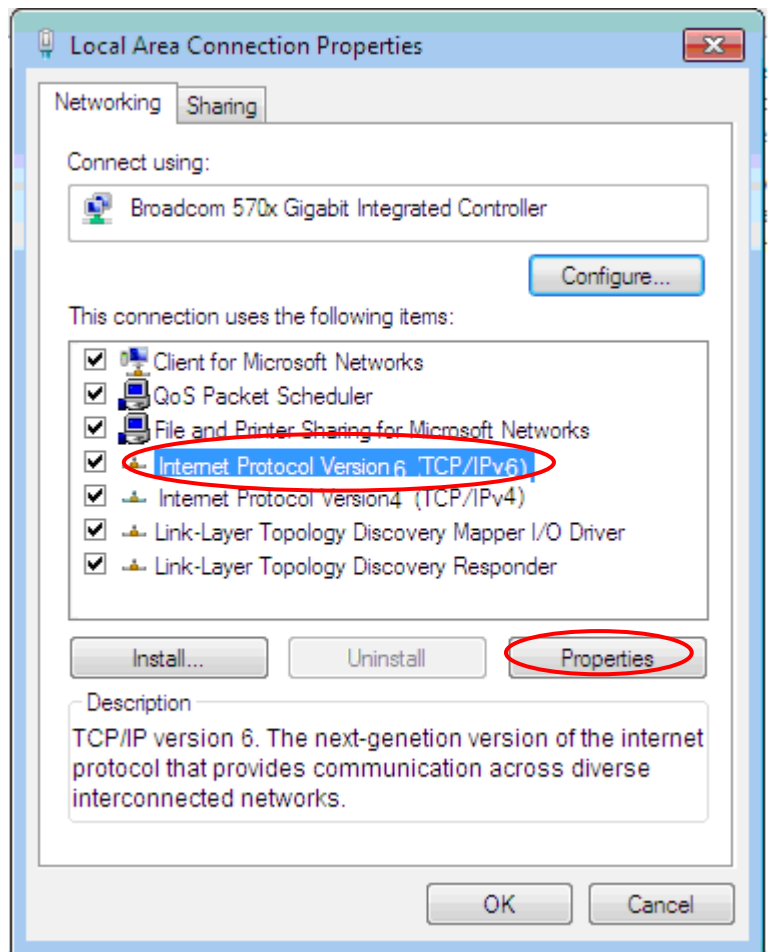 Local Area Connection Properties
Networking
Sharing
Connect using:
Broadcom 570x Gigabit Integrated Controller
Configure...
This connection uses the following items:
Client for Microsoft Networks
QoS Packet Scheduler
File and Printer Sharing for Microsoft Networks
Internet Protocol Version 6 (TCP/IPv6)
Internet Protocol Version4 (TCP/IPv4)
Link-Layer Topology Discovery Mapper I/O Driver
Link-Layer Topology Discovery Responder
Install...
Uninstall
Properties
Description
TCP/IP version 6. The next-genetion version of the internet
protocol that provides communication across diverse
interconnected networks.
OK
Cancel